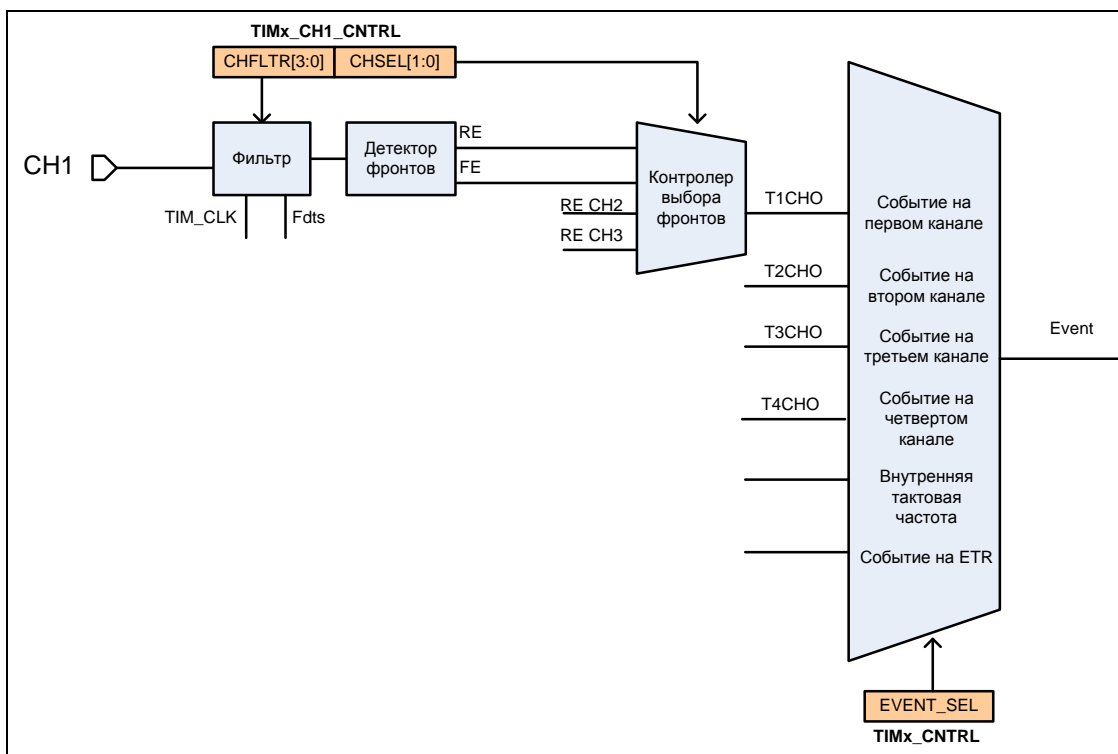 TIMx_CH1_CNTRL
CHFLTR[3:0]
CHSEL[1:0]
CH1
Фильтр
TIM_CLK
Fdts
Детектор
фронтов
RE
FE
RE CH2
RE CH3
Контролер
выбора
фронтов
T1CHO
Событие на
первом канале
T2CHO
Событие на
втором канале
T3CHO
Событие на
третьем канале
T4CHO
Событие на
четвертом
канале
Внутренняя
тактовая
частота
Событие на ETR
Event
EVENT_SEL
TIMx_CNTRL